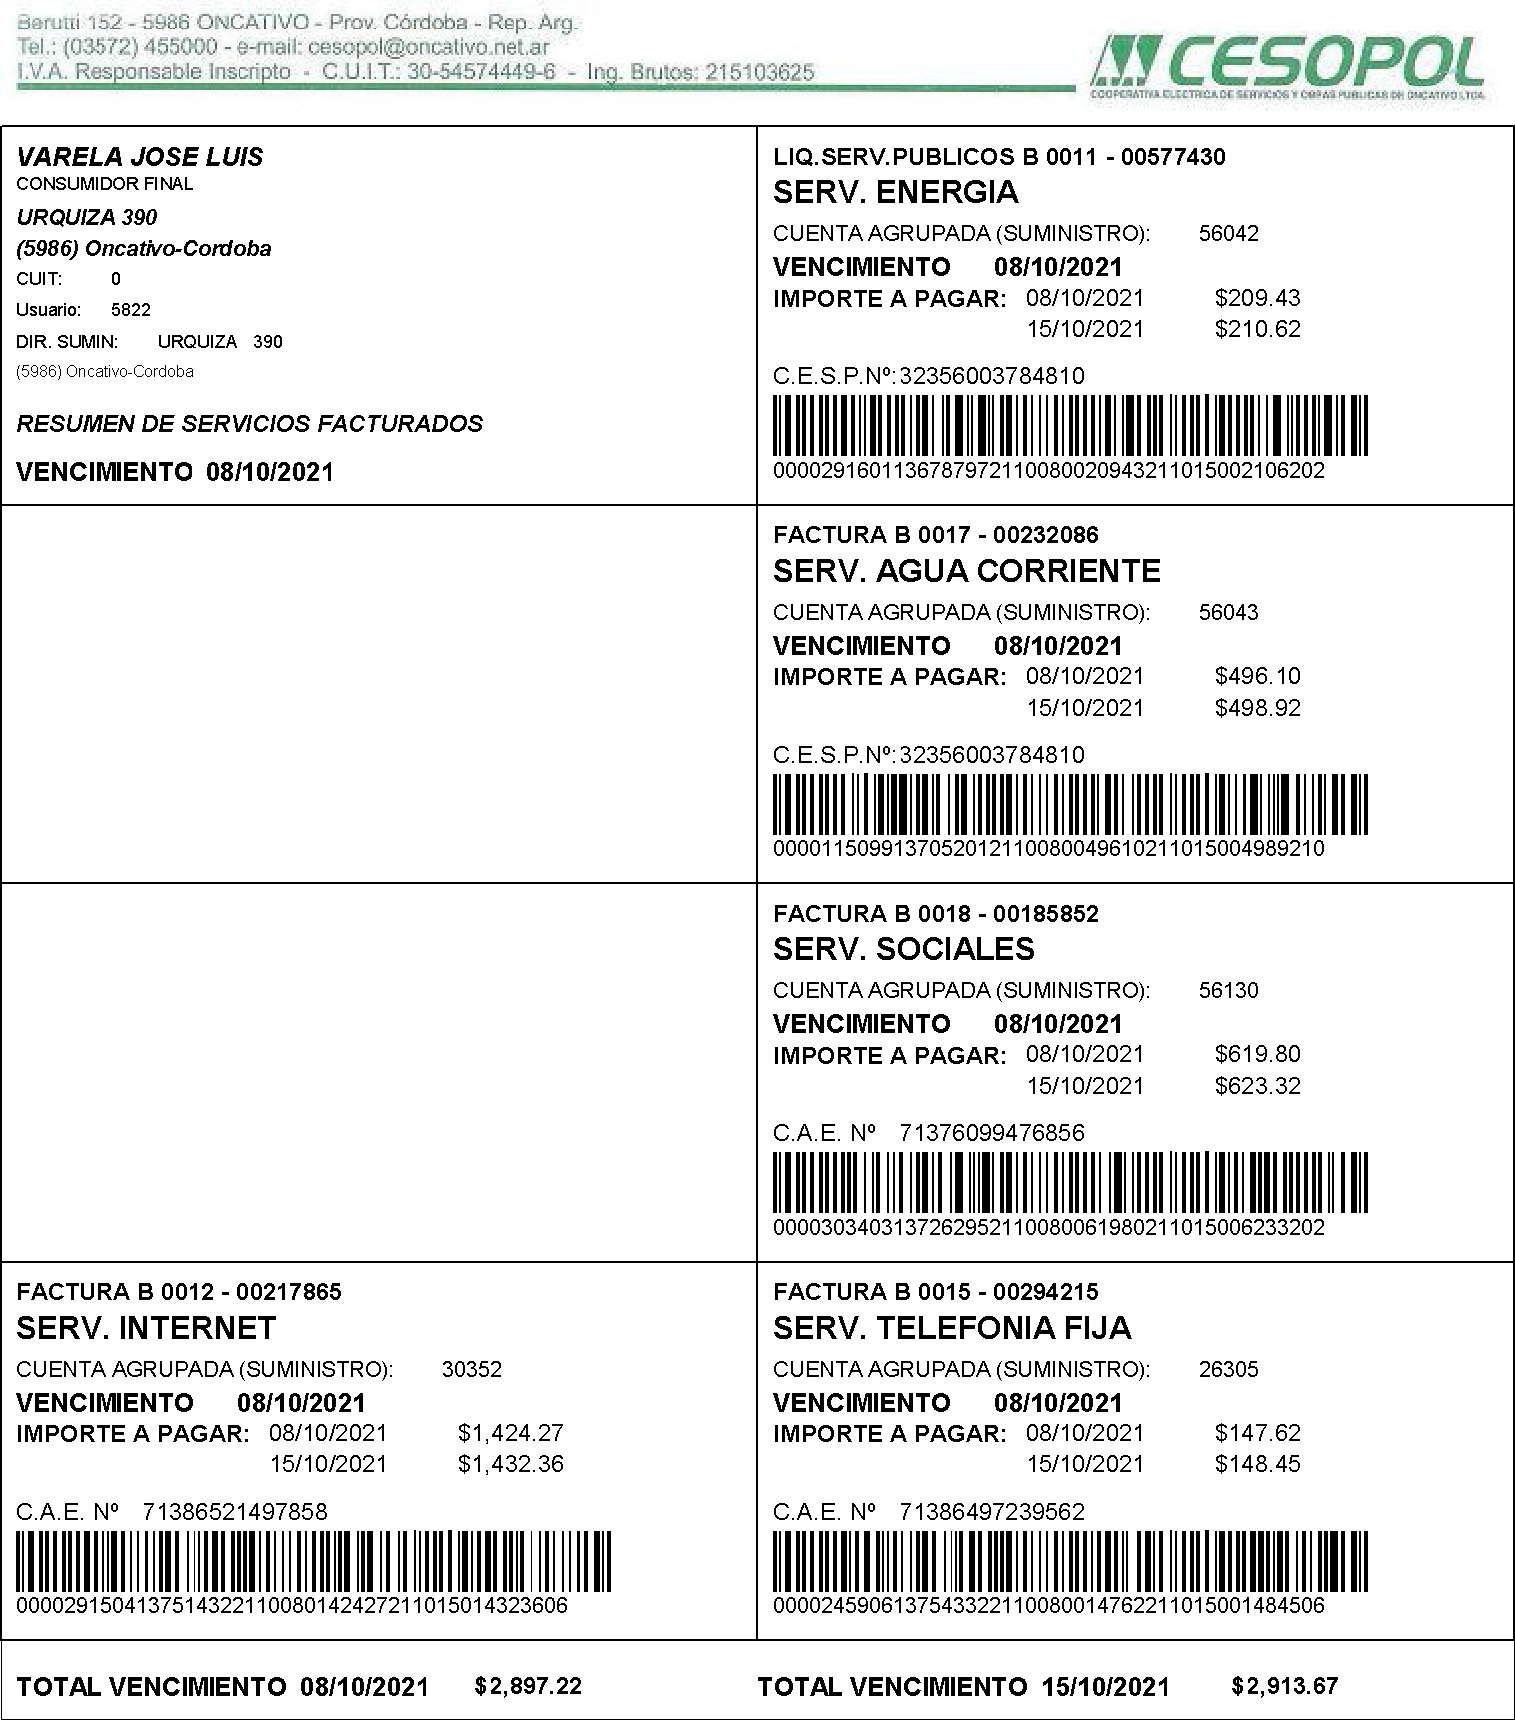 Berutti 152 - 5986 ONCATIVO - Prov. Córdoba - Rep. Arg.
Tel.: (03572) 455000 - e-mail: cesopol@oncativo.net.ar
I.V.A. Responsable Inscripto - C.U.I.T.: 30-54574449-6 - Ing. Brutos: 215103625
CESOPOL
COOPERATIVA ELECTRICA DE SERVICIOS Y OBRAS PUBLICAS DE ONCATIVO LTDA.
VARELA JOSE LUIS
CONSUMIDOR FINAL
URQUIZA 390
(5986) Oncativo-Cordoba
CUIT: 0
Usuario: 5822
DIR. SUMIN: URQUIZA 390
(5986) Oncativo-Cordoba
RESUMEN DE SERVICIOS FACTURADOS
VENCIMIENTO 08/10/2021
LIQ.SERV.PUBLICOS B 0011 - 00577430
SERV. ENERGIA
CUENTA AGRUPADA (SUMINISTRO): 56042
VENCIMIENTO 08/10/2021
IMPORTE A PAGAR: 08/10/2021 $209.43
15/10/2021 $210.62
C.E.S.P.Nº: 32356003784810
0000291601136787972110080020943211015002106202
FACTURA B 0017 - 00232086
SERV. AGUA CORRIENTE
CUENTA AGRUPADA (SUMINISTRO): 56043
VENCIMIENTO 08/10/2021
IMPORTE A PAGAR: 08/10/2021 $496.10
15/10/2021 $498.92
C.E.S.P.Nº: 32356003784810
0000115099137052012110080049610211015004989210
FACTURA B 0018 - 00185852
SERV. SOCIALES
CUENTA AGRUPADA (SUMINISTRO): 56130
VENCIMIENTO 08/10/2021
IMPORTE A PAGAR: 08/10/2021 $619.80
15/10/2021 $623.32
C.A.E. Nº 71376099476856
0000303403137262952110080061980211015006233202
FACTURA B 0012 - 00217865
SERV. INTERNET
CUENTA AGRUPADA (SUMINISTRO): 30352
VENCIMIENTO 08/10/2021
IMPORTE A PAGAR: 08/10/2021 $1,424.27
15/10/2021 $1,432.36
C.A.E. Nº 71386521497858
0000291504137514322110080142427211015014323606
FACTURA B 0015 - 00294215
SERV. TELEFONIA FIJA
CUENTA AGRUPADA (SUMINISTRO): 26305
VENCIMIENTO 08/10/2021
IMPORTE A PAGAR: 08/10/2021 $147.62
15/10/2021 $148.45
C.A.E. Nº 71386497239562
0000245906137543322110080014762211015001484506
TOTAL VENCIMIENTO 08/10/2021 $2,897.22
TOTAL VENCIMIENTO 15/10/2021 $2,913.67